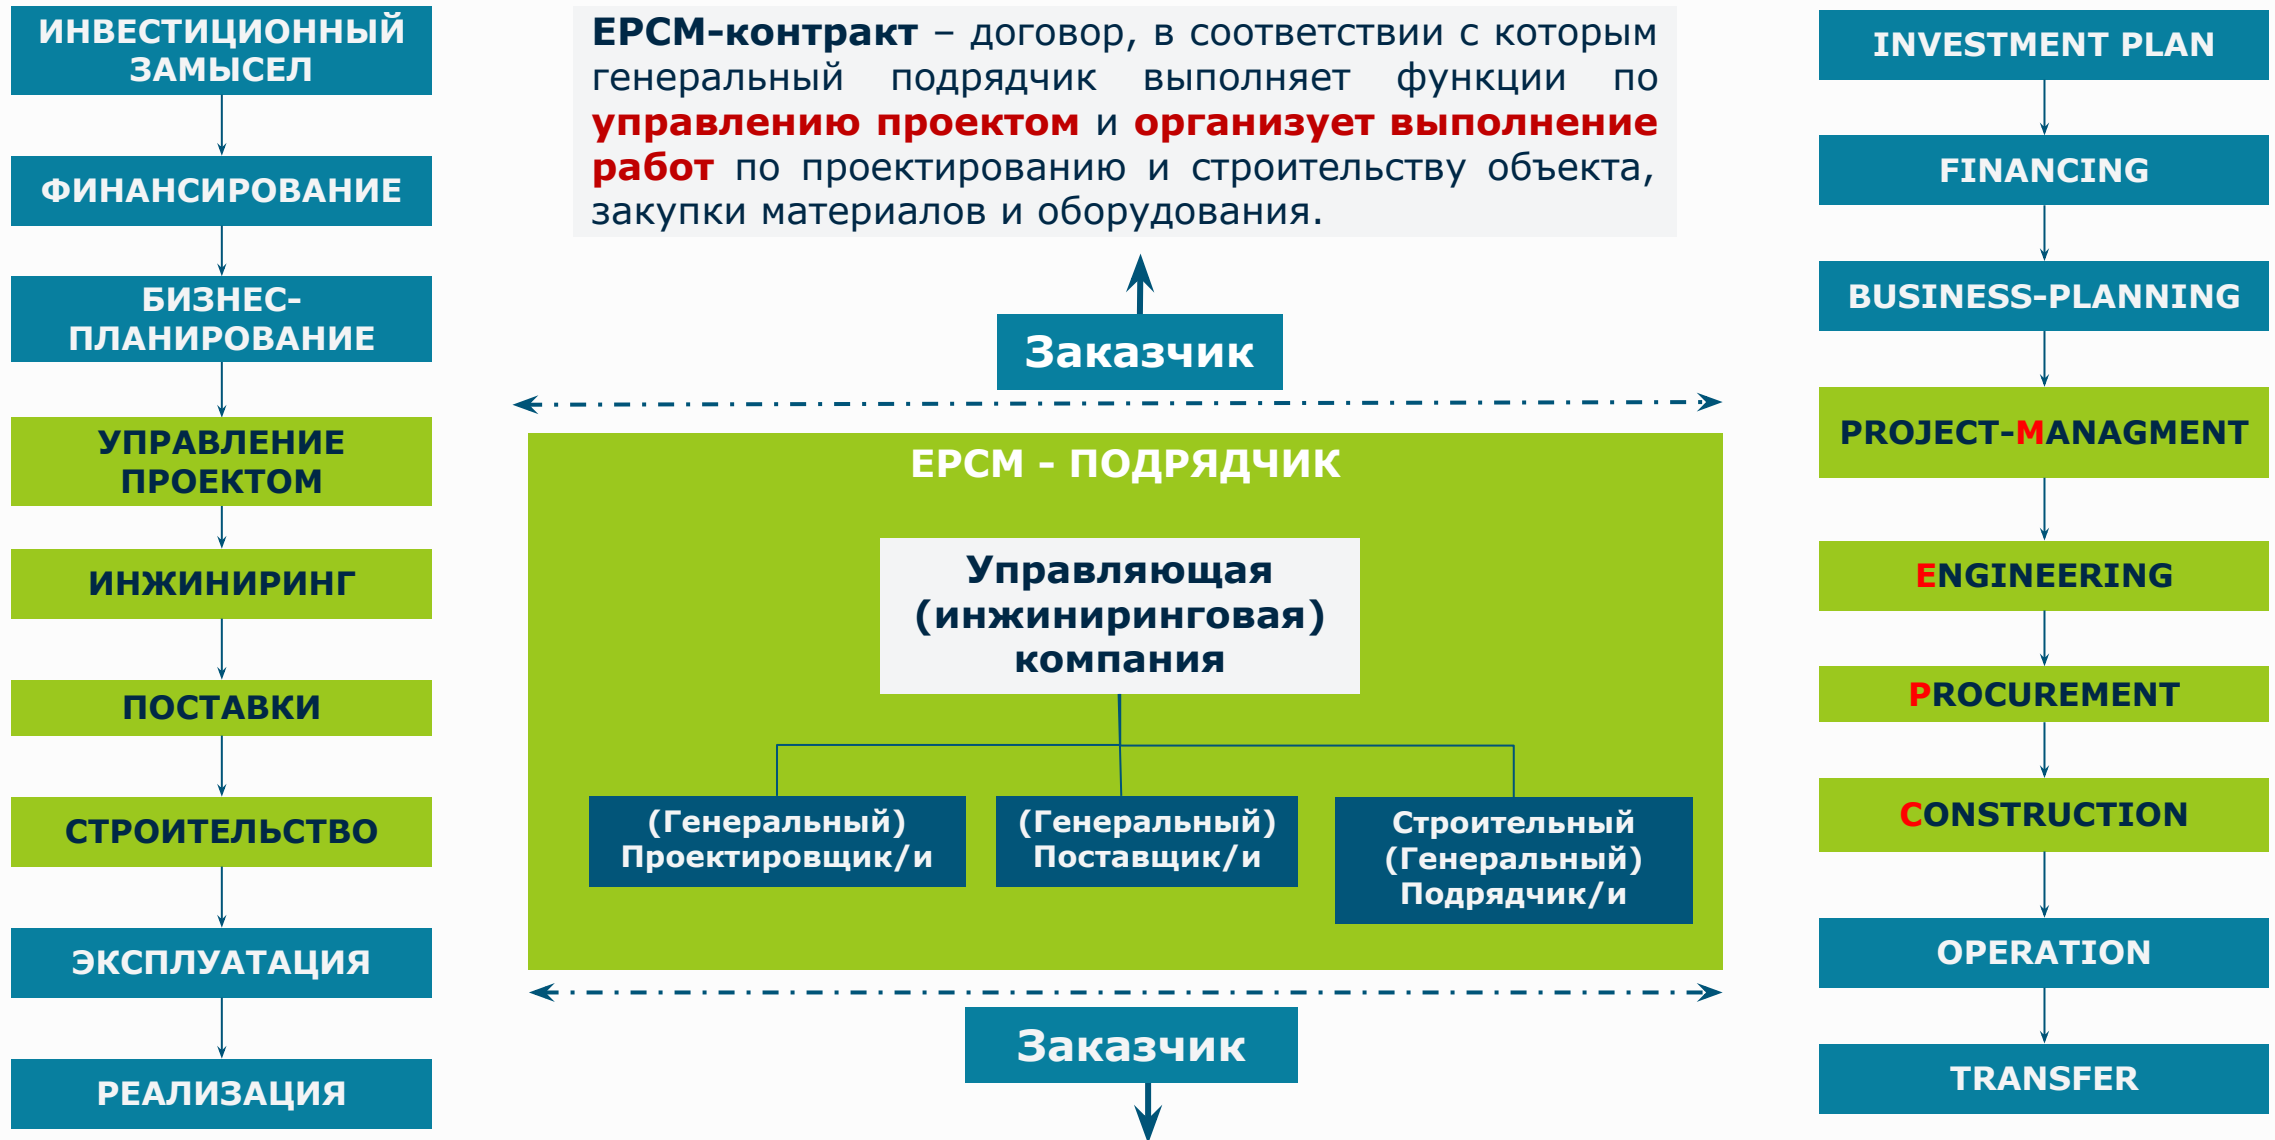 ИНВЕСТИЦИОННЫЙ
ЗАМЫСЕЛ
ФИНАНСИРОВАНИЕ
БИЗНЕС-
ПЛАНИРОВАНИЕ
УПРАВЛЕНИЕ
ПРОЕКТОМ
ИНЖИНИРИНГ
ПОСТАВКИ
СТРОИТЕЛЬСТВО
ЭКСПЛУАТАЦИЯ
РЕАЛИЗАЦИЯ
EPCM-контракт – договор, в соответствии с которым
генеральный подрядчик выполняет функции по
управлению проектом и организует выполнение
работ по проектированию и строительству объекта,
закупки материалов и оборудования.
Заказчик
EPCM - ПОДРЯДЧИК
Управляющая
(инжиниринговая)
компания
(Генеральный)
Проектировщик/и
(Генеральный)
Поставщик/и
Строительный
(Генеральный)
Подрядчик/и
Заказчик
INVESTMENT PLAN
FINANCING
BUSINESS-PLANNING
PROJECT-MANAGMENT
ENGINEERING
PROCUREMENT
CONSTRUCTION
OPERATION
TRANSFER